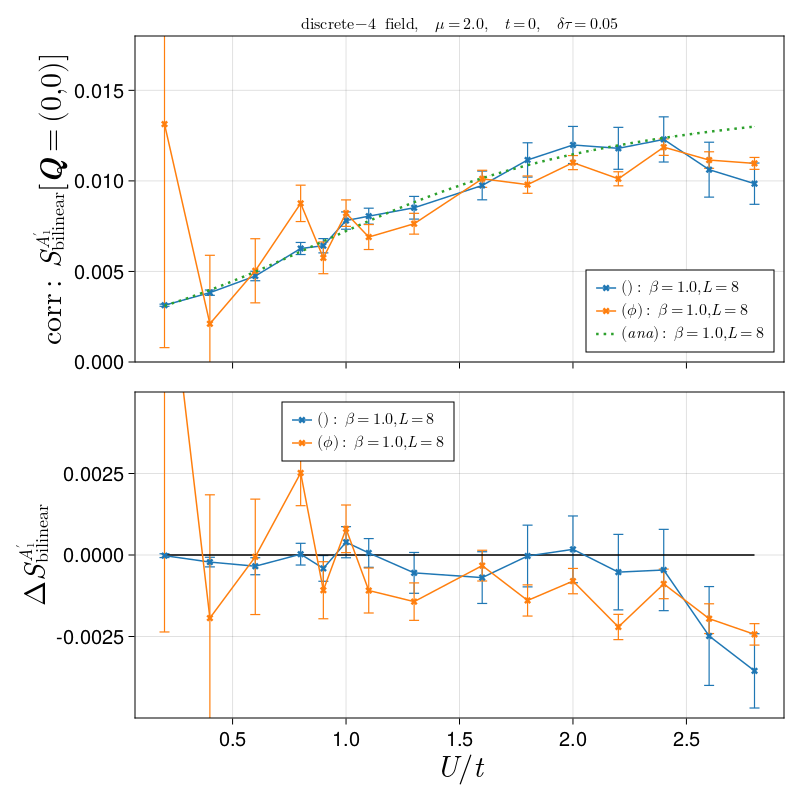 discrete−4 field, μ = 2.0, t = 0, δτ = 0.05
corr : S^{A_1^′}_{bilinear}[Q = (0,0)]
0.015
0.010
0.005
0.000
() : β = 1.0,L = 8
(ϕ) : β = 1.0,L = 8
(ana) : β = 1.0,L = 8
ΔS^{A_1^′}_{bilinear}
0.0025
0.0000
-0.0025
() : β = 1.0,L = 8
(ϕ) : β = 1.0,L = 8
0.5 1.0 1.5 2.0 2.5
U/t